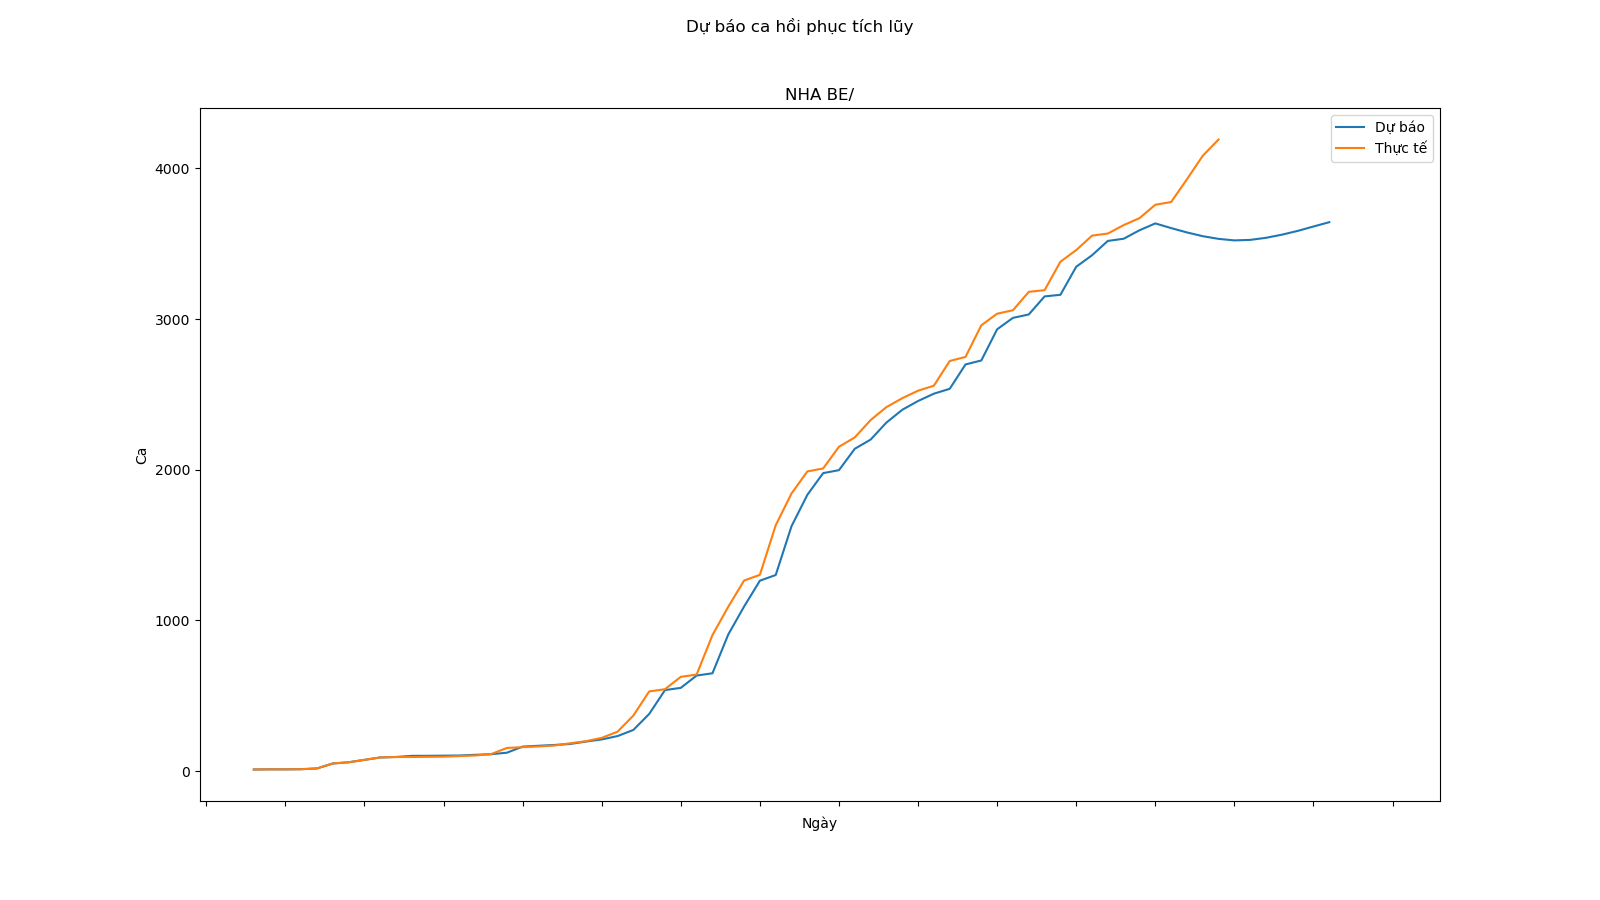 Dự báo ca hồi phục tích lũy
NHA BE/
Dự báo
Thực tế
4000
3000
2000
1000
0
Ca
Ngày